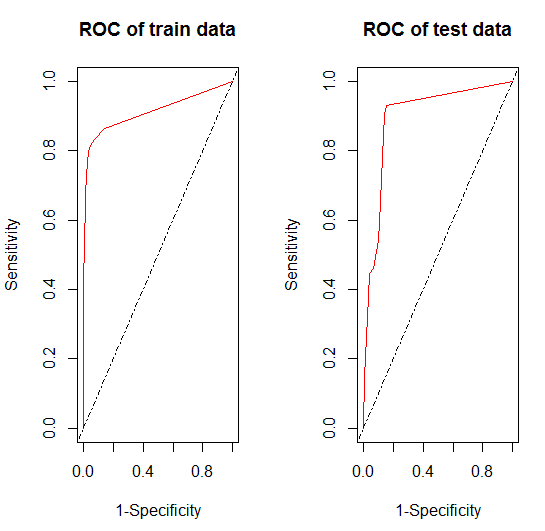 ROC of train data
Sensitivity
1.0
0.8
0.6
0.4
0.2
0.0
0.0 0.4 0.8
1-Specificity
ROC of test data
Sensitivity
1.0
0.8
0.6
0.4
0.2
0.0
0.0 0.4 0.8
1-Specificity